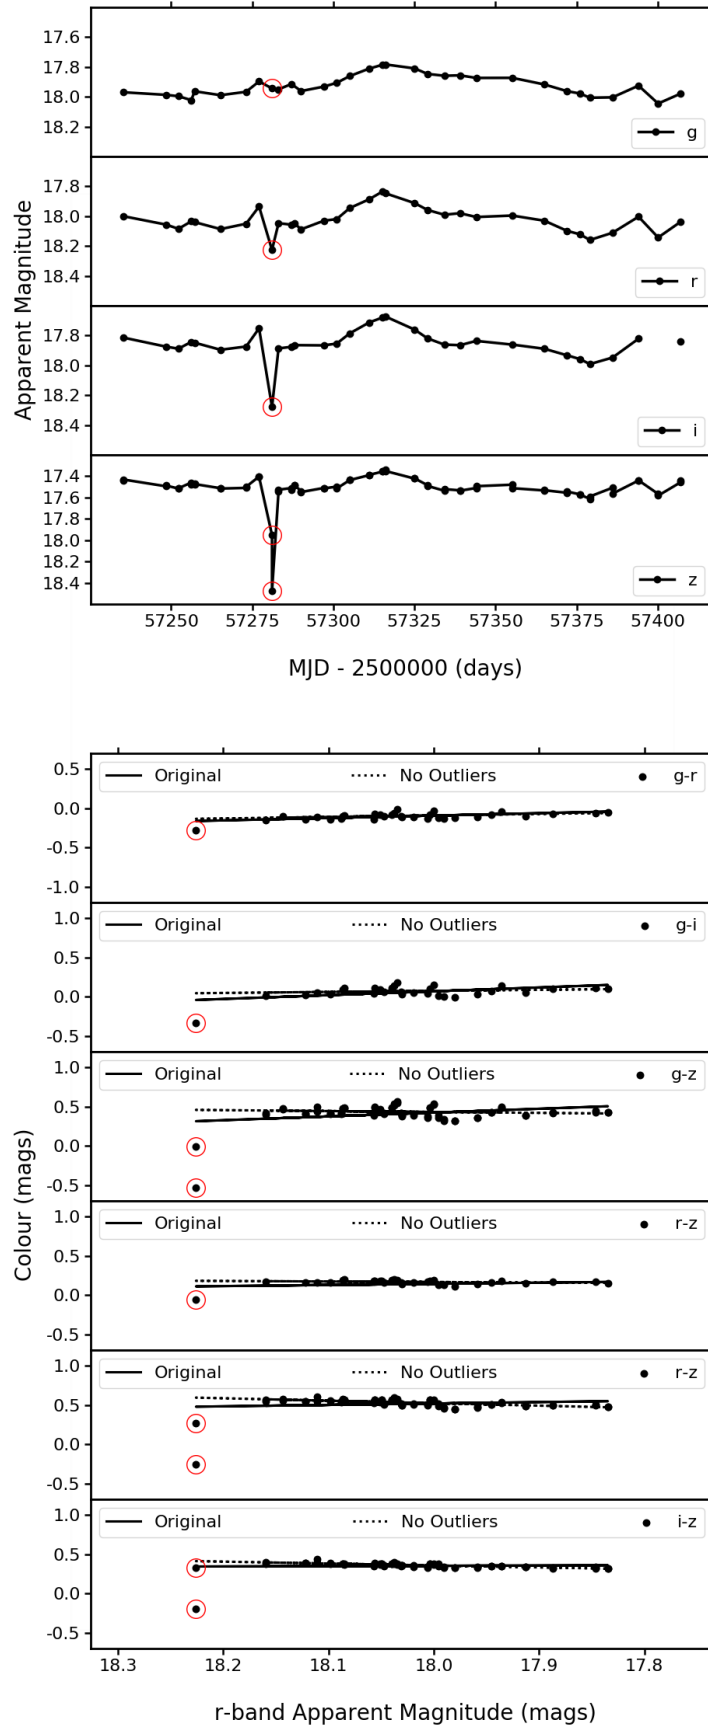 17.6
17.8
18.0
18.2
g
17.8
18.0
18.2
18.4
r
Apparent Magnitude
17.8
18.0
18.2
18.4
i
17.4
17.6
17.8
18.0
18.2
18.4
z
57250 57275 57300 57325 57350 57375 57400
MJD - 2500000 (days)
0.5
0.0
-0.5
-1.0
Original No Outliers g-r
1.0
0.5
0.0
-0.5
Original No Outliers g-i
1.0
0.5
0.0
-0.5
Original No Outliers g-z
Colour (mags)
1.0
0.5
0.0
-0.5
Original No Outliers r-z
1.0
0.5
0.0
-0.5
Original No Outliers r-z
1.0
0.5
0.0
-0.5
Original No Outliers i-z
18.3 18.2 18.1 18.0 17.9 17.8
r-band Apparent Magnitude (mags)